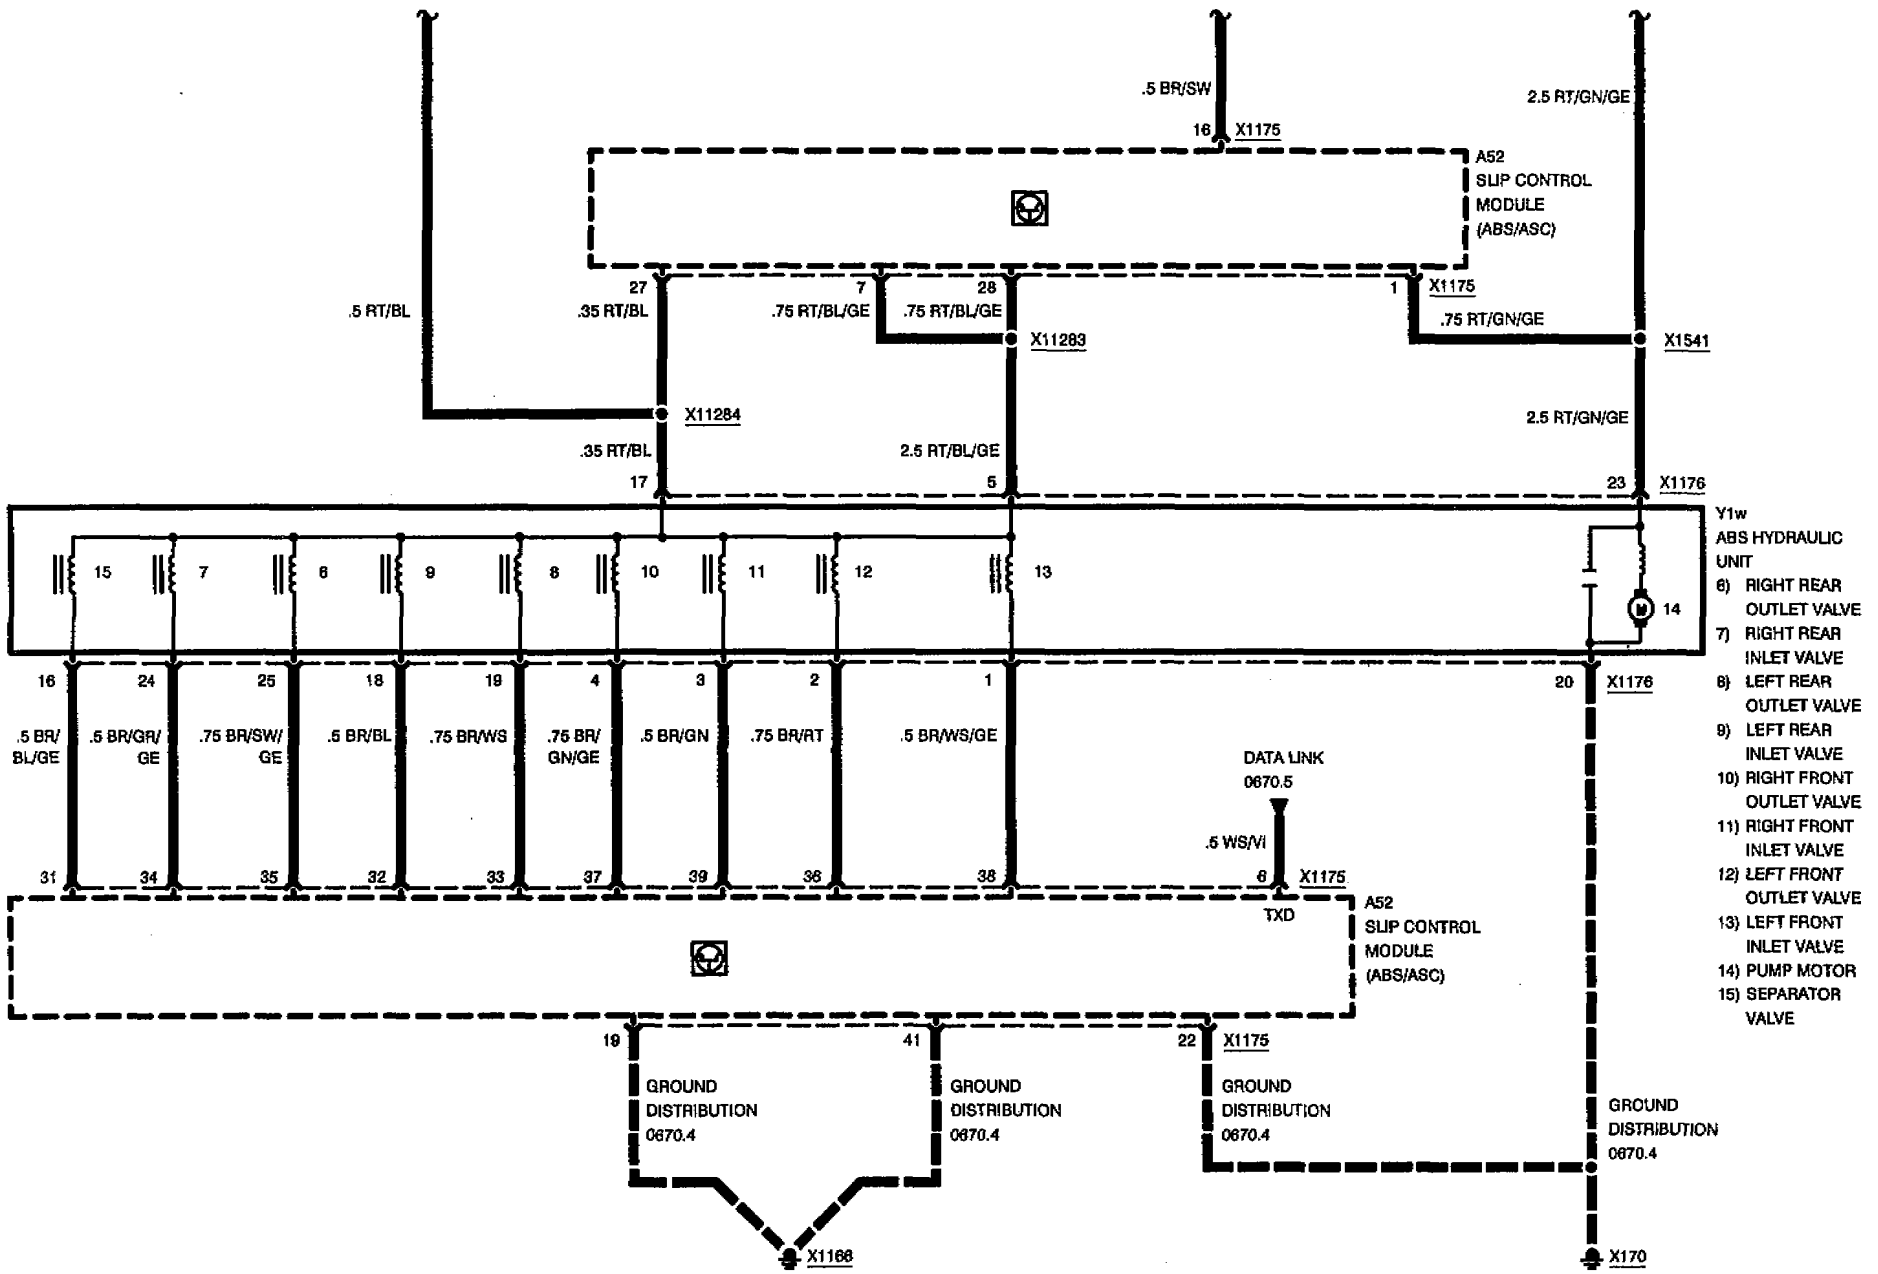 .5 BR/SW
2.5 RT/GN/GE
16 X1175
A52
SLIP CONTROL
MODULE
(ABS/ASC)
27 7 28 1 X1175
.5 RT/BL .35 RT/BL .75 RT/BL/GE .75 RT/BL/GE .75 RT/GN/GE
X11283 X1541
X11284 2.5 RT/GN/GE
.35 RT/BL 2.5 RT/BL/GE
17 5 23 X1176
Y1w
ABS HYDRAULIC
UNIT
15 7 6 9 8 10 11 12 13
M 14
6) RIGHT REAR
OUTLET VALVE
7) RIGHT REAR
INLET VALVE
8) LEFT REAR
OUTLET VALVE
9) LEFT REAR
INLET VALVE
10) RIGHT FRONT
OUTLET VALVE
11) RIGHT FRONT
INLET VALVE
12) LEFT FRONT
OUTLET VALVE
13) LEFT FRONT
INLET VALVE
14) PUMP MOTOR
15) SEPARATOR
VALVE
16 24 25 18 19 4 3 2 1 20 X1176
.5 BR/ .5 BR/GR/ .75 BR/SW/ .5 BR/BL .75 BR/WS .75 BR/ .5 BR/GN .75 BR/RT .5 BR/WS/GE
BL/GE GE GE GN/GE
DATA LINK
0670.5
.5 WS/VI
31 34 35 32 33 37 39 36 38 6 X1175
TXD
A52
SLIP CONTROL
MODULE
(ABS/ASC)
19 41 22 X1175
GROUND
DISTRIBUTION
0670.4
GROUND
DISTRIBUTION
0670.4
GROUND
DISTRIBUTION
0670.4
GROUND
DISTRIBUTION
0670.4
X1166 X170